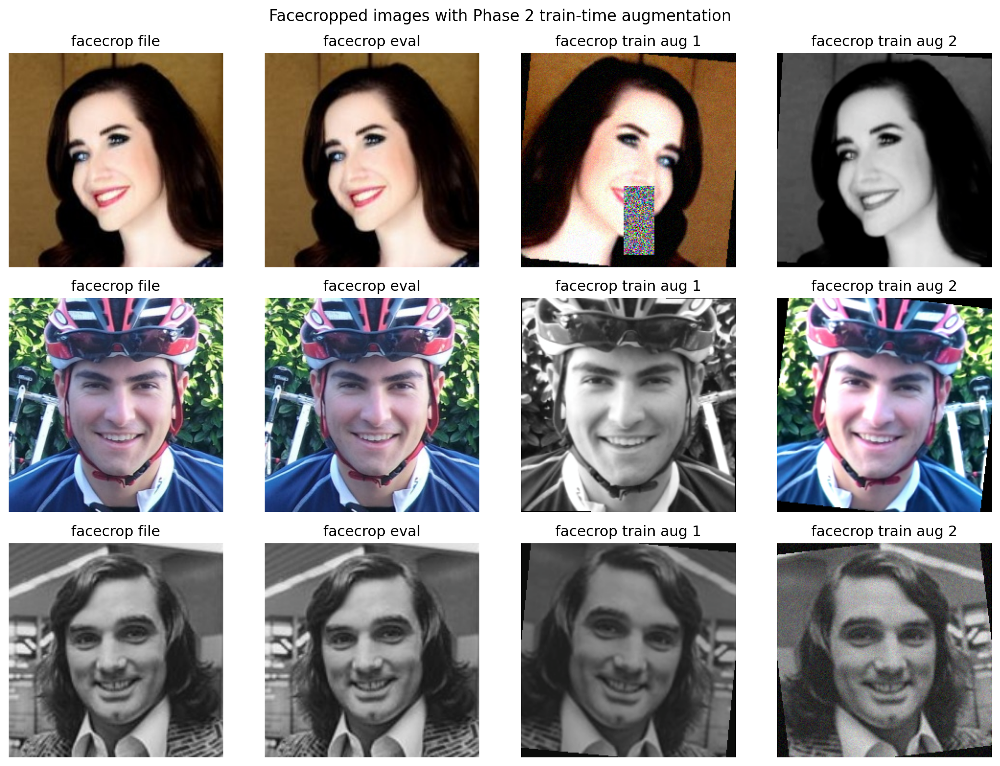 Facecropped images with Phase 2 train-time augmentation
facecrop file
facecrop eval
facecrop train aug 1
facecrop train aug 2
facecrop file
facecrop eval
facecrop train aug 1
facecrop train aug 2
facecrop file
facecrop eval
facecrop train aug 1
facecrop train aug 2